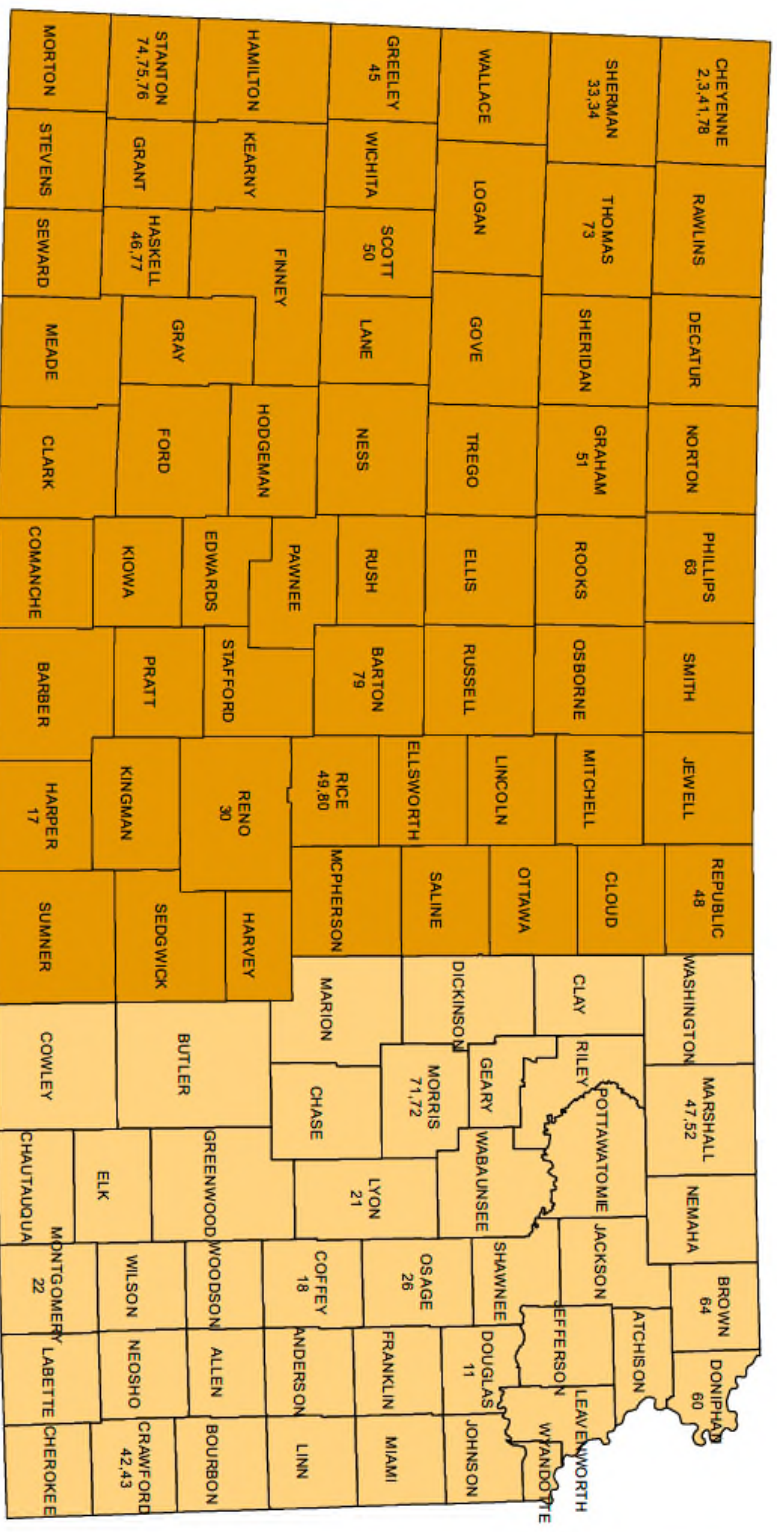 CHEYENNE
2,3,41,78
RAWLINS
DECATUR
NORTON
PHILLIPS
63
SMITH
JEWELL
REPUBLIC
48
WASHINGTON
MARSHALL
47,52
NEMAHA
BROWN
64
DONIPHAN
60
SHERMAN
33,34
THOMAS
73
SHERIDAN
GRAHAM
51
ROOKS
OSBORNE
MITCHELL
CLOUD
CLAY
RILEY
POTTAWATOMIE
JACKSON
ATCHISON
JEFFERSON
LEAVENWORTH
WYANDOTTE
WALLACE
LOGAN
GOVE
TREGO
ELLIS
RUSSELL
LINCOLN
OTTAWA
ELLSWORTH
SALINE
DICKINSON
GEARY
WABAUNSEE
SHAWNEE
DOUGLAS
11
JOHNSON
GREELEY
45
WICHITA
SCOTT
50
LANE
NESS
RUSH
BARTON
79
RICE
49,80
MCPHERSON
MARION
MORRIS
71,72
CHASE
LYON
21
OSAGE
26
FRANKLIN
MIAMI
HAMILTON
KEARNY
FINNEY
HODGEMAN
PAWNEE
STAFFORD
RENO
30
HARVEY
COFFEY
18
ANDERSON
LINN
STANTON
74,75,76
GRANT
HASKELL
46,77
GRAY
FORD
EDWARDS
KIOWA
PRATT
KINGMAN
SEDGWICK
BUTLER
GREENWOOD
WOODSON
ALLEN
BOURBON
ELK
WILSON
NEOSHO
CRAWFORD
42,43
MORTON
STEVENS
SEWARD
MEADE
CLARK
COMANCHE
BARBER
HARPER
17
SUMNER
COWLEY
CHAUTAUQUA
MONTGOMERY
22
LABETTE
CHEROKEE